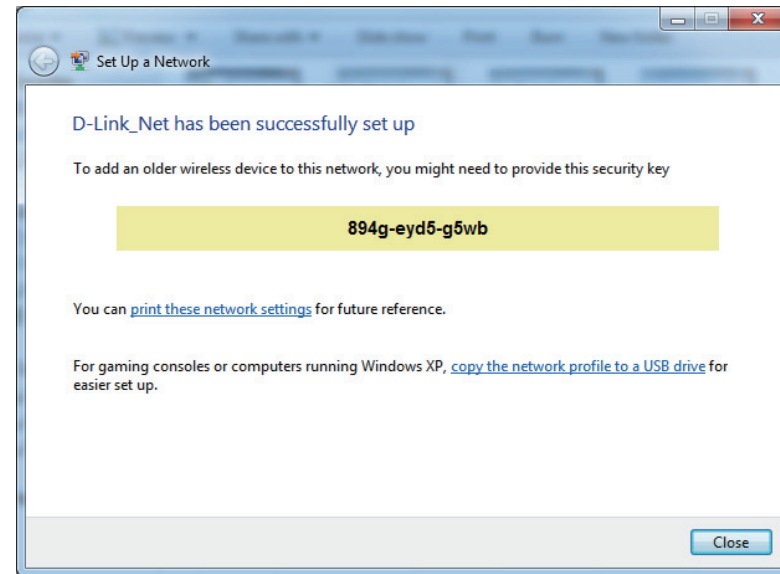 Set Up a Network
D-Link_Net has been successfully set up
To add an older wireless device to this network, you might need to provide this security key
894g-eyd5-g5wb
You can print these network settings for future reference.
For gaming consoles or computers running Windows XP, copy the network profile to a USB drive for
easier set up.
Close